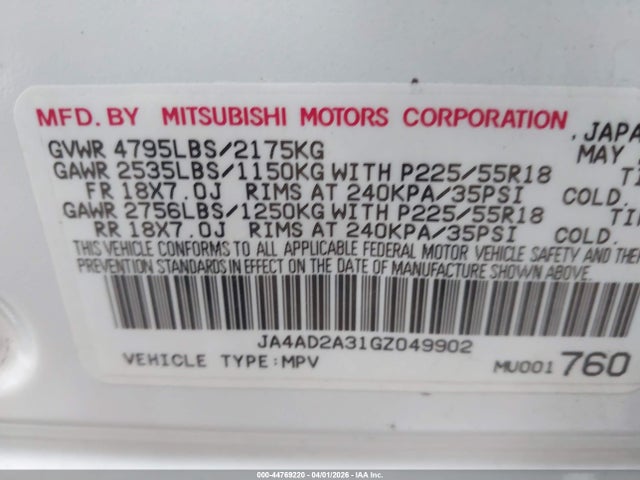 MFD. BY MITSUBISHI MOTORS CORPORATION , JAPA
GVWR 4795LBS/2175KG MAY
GAWR 2535LBS/1150KG WITH P225/55R18 TI
FR 18X7.0J RIMS AT 240KPA/35PSI COLD.
GAWR 2756LBS/1250KG WITH P225/55R18 TI
RR 18X7.0J RIMS AT 240KPA/35PSI COLD.
THIS VEHICLE CONFORMS TO ALL APPLICABLE FEDERAL MOTOR VEHICLE SAFETY AND THE
PREVENTION STANDARDS IN EFFECT ON THE DATE OF MANUFACTURE SHOWN ABOVE.
JA4AD2A31GZ049902
VEHICLE TYPE:MPV MU001 760
000-44769220 - 04/01/2026 - IAA Inc.